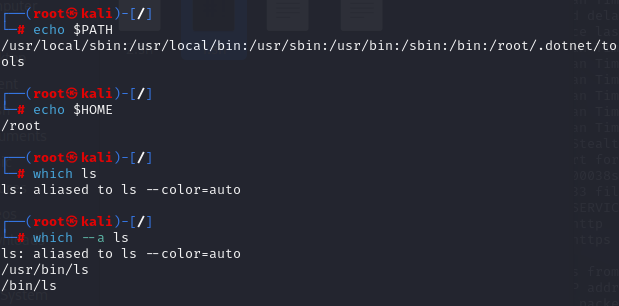 ┌──(root㉿kali)-[/]
└─# echo $PATH
/usr/local/sbin:/usr/local/bin:/usr/sbin:/usr/bin:/sbin:/bin:/root/.dotnet/to
ols
┌──(root㉿kali)-[/]
└─# echo $HOME
/root
┌──(root㉿kali)-[/]
└─# which ls
ls: aliased to ls --color=auto
┌──(root㉿kali)-[/]
└─# which --a ls
ls: aliased to ls --color=auto
/usr/bin/ls
/bin/ls